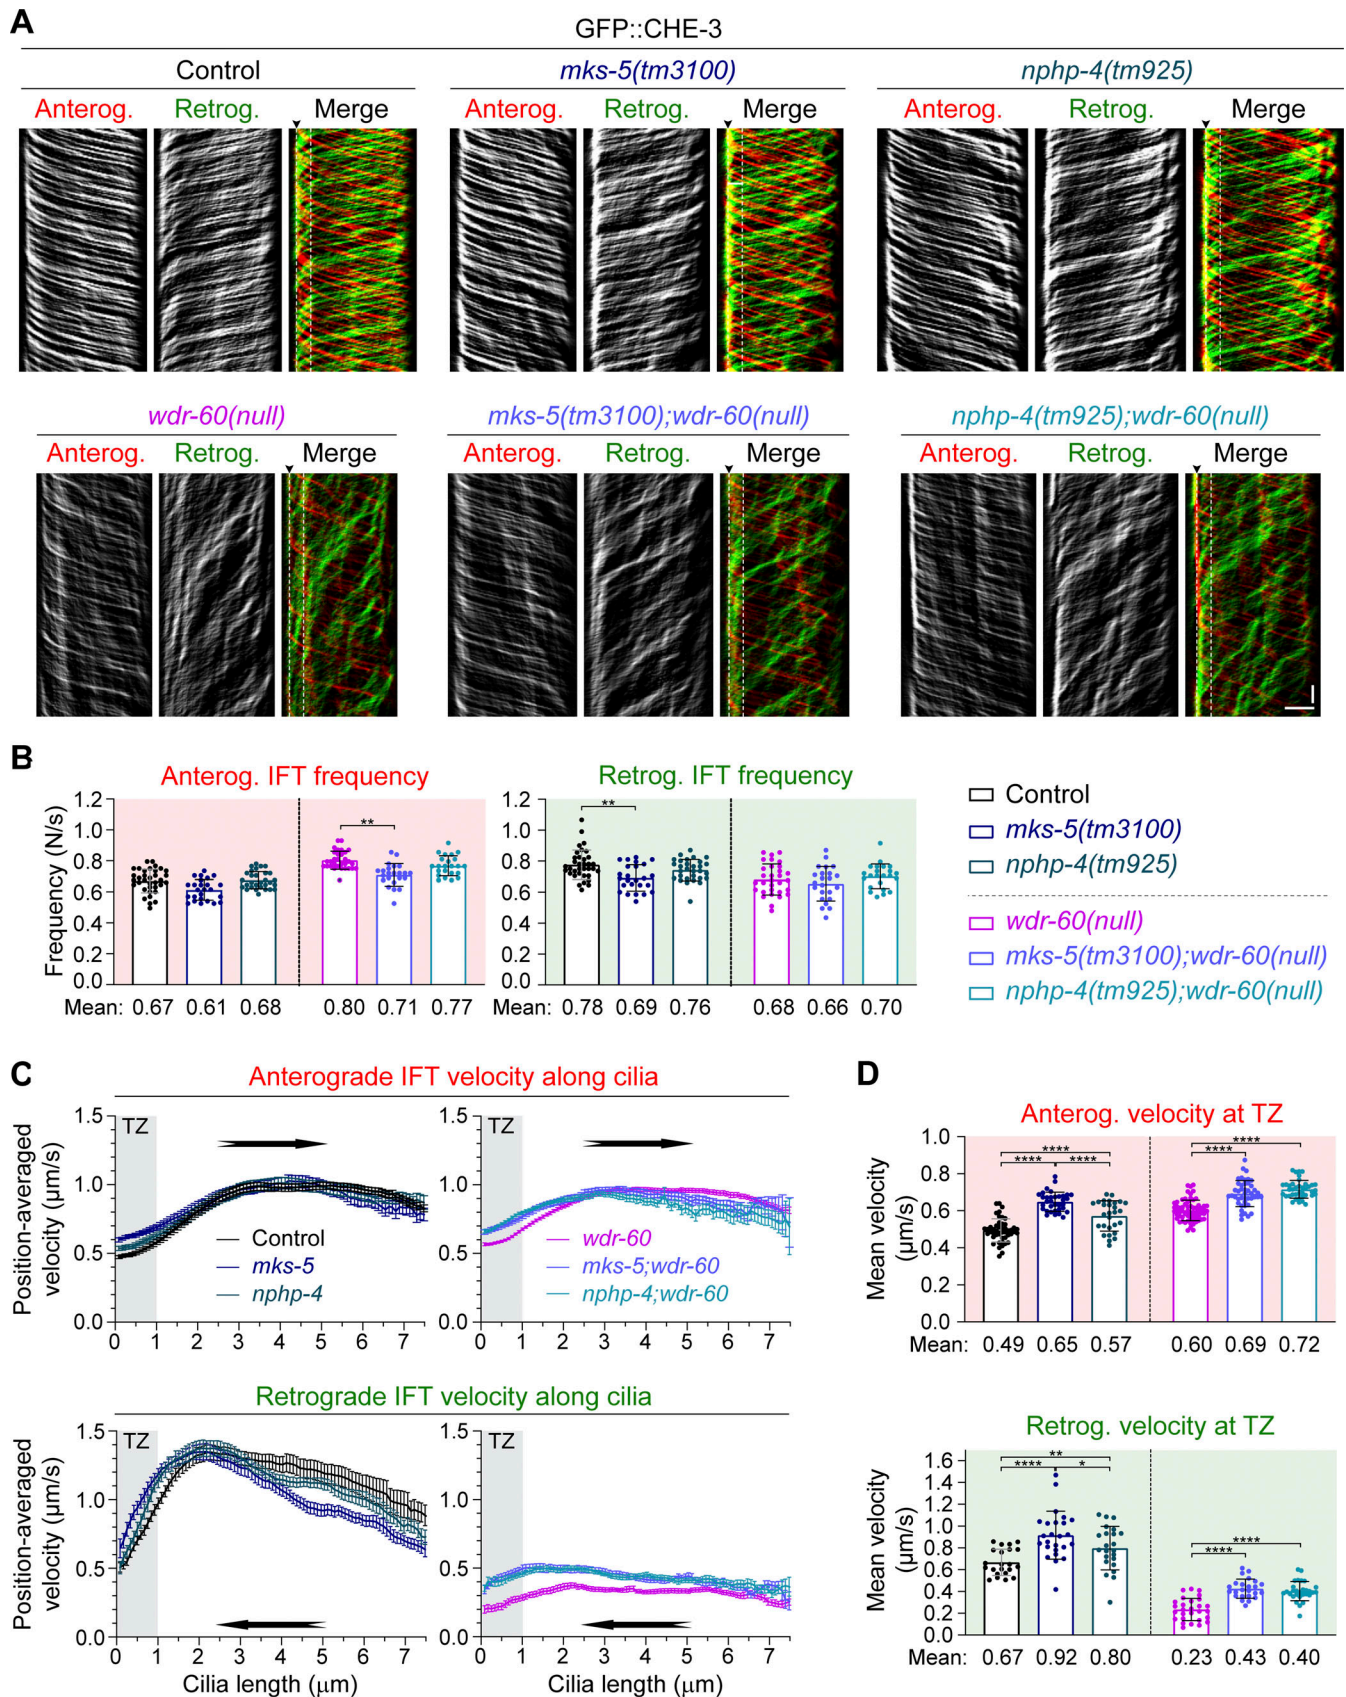 A
GFP::CHE-3
Control
mks-5(tm3100)
nphp-4(tm925)
Anterog. Retrog. Merge
Anterog. Retrog. Merge
Anterog. Retrog. Merge
wdr-60(null)
mks-5(tm3100);wdr-60(null)
nphp-4(tm925);wdr-60(null)
Anterog. Retrog. Merge
Anterog. Retrog. Merge
Anterog. Retrog. Merge
B
Anterog. IFT frequency
Frequency (N/s)
1.2
1.0
0.8
0.6
0.4
0.2
0.0
**
Mean: 0.67 0.61 0.68 0.80 0.71 0.77
Retrog. IFT frequency
1.2
1.0
0.8
0.6
0.4
0.2
0.0
**
0.78 0.69 0.76 0.68 0.66 0.70
Control
mks-5(tm3100)
nphp-4(tm925)
wdr-60(null)
mks-5(tm3100);wdr-60(null)
nphp-4(tm925);wdr-60(null)
C
Anterograde IFT velocity along cilia
Position-averaged
velocity (μm/s)
1.5
1.0
0.5
0.0
TZ
Control
mks-5
nphp-4
0 1 2 3 4 5 6 7
1.5
1.0
0.5
0.0
TZ
wdr-60
mks-5;wdr-60
nphp-4;wdr-60
0 1 2 3 4 5 6 7
Retrograde IFT velocity along cilia
Position-averaged
velocity (μm/s)
1.5
1.0
0.5
0.0
TZ
0 1 2 3 4 5 6 7
Cilia length (μm)
1.5
1.0
0.5
0.0
TZ
0 1 2 3 4 5 6 7
Cilia length (μm)
D
Anterog. velocity at TZ
Mean velocity
(μm/s)
1.0
0.8
0.6
0.4
0.2
0.0
****
**** ****
****
****
Mean: 0.49 0.65 0.57 0.60 0.69 0.72
Retrog. velocity at TZ
Mean velocity
(μm/s)
1.6
1.4
1.2
1.0
0.8
0.6
0.4
0.2
0.0
**
**** *
****
****
Mean: 0.67 0.92 0.80 0.23 0.43 0.40